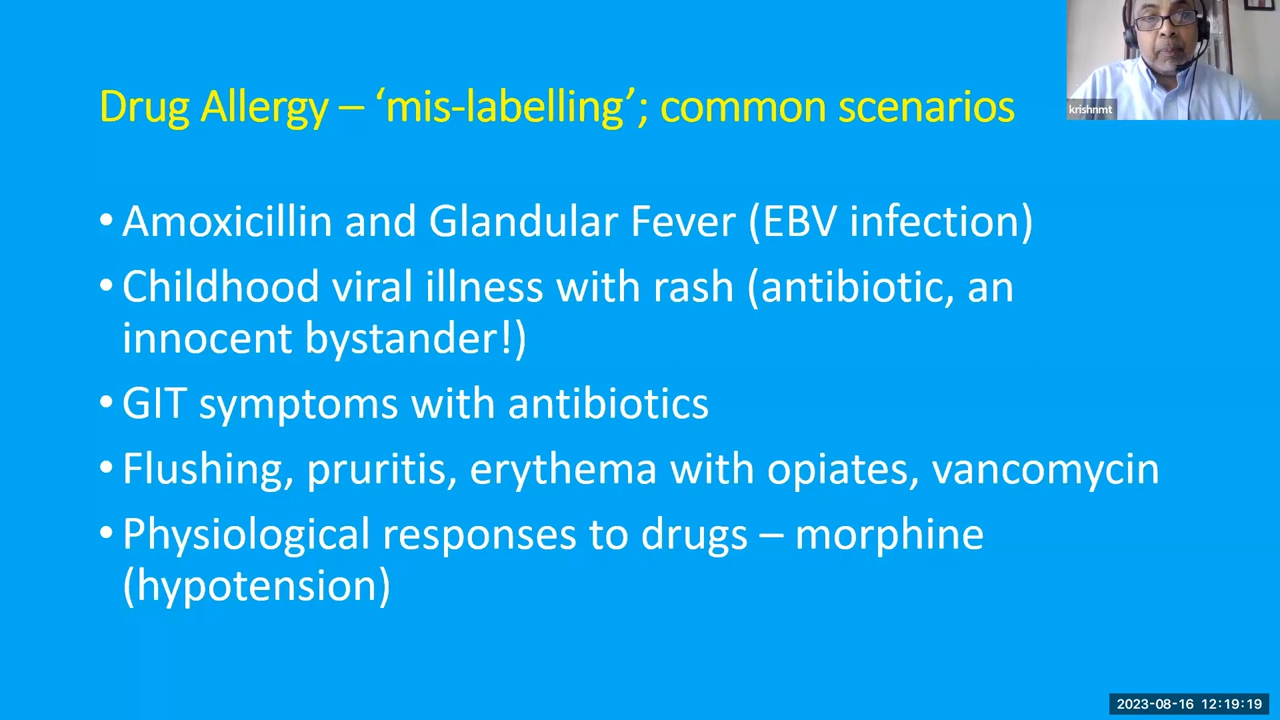 Drug Allergy – ‘mis-labelling’; common scenarios
krishnmt
• Amoxicillin and Glandular Fever (EBV infection)
• Childhood viral illness with rash (antibiotic, an
innocent bystander!)
• GIT symptoms with antibiotics
• Flushing, pruritis, erythema with opiates, vancomycin
• Physiological responses to drugs – morphine
(hypotension)
2023-08-16 12:19:19